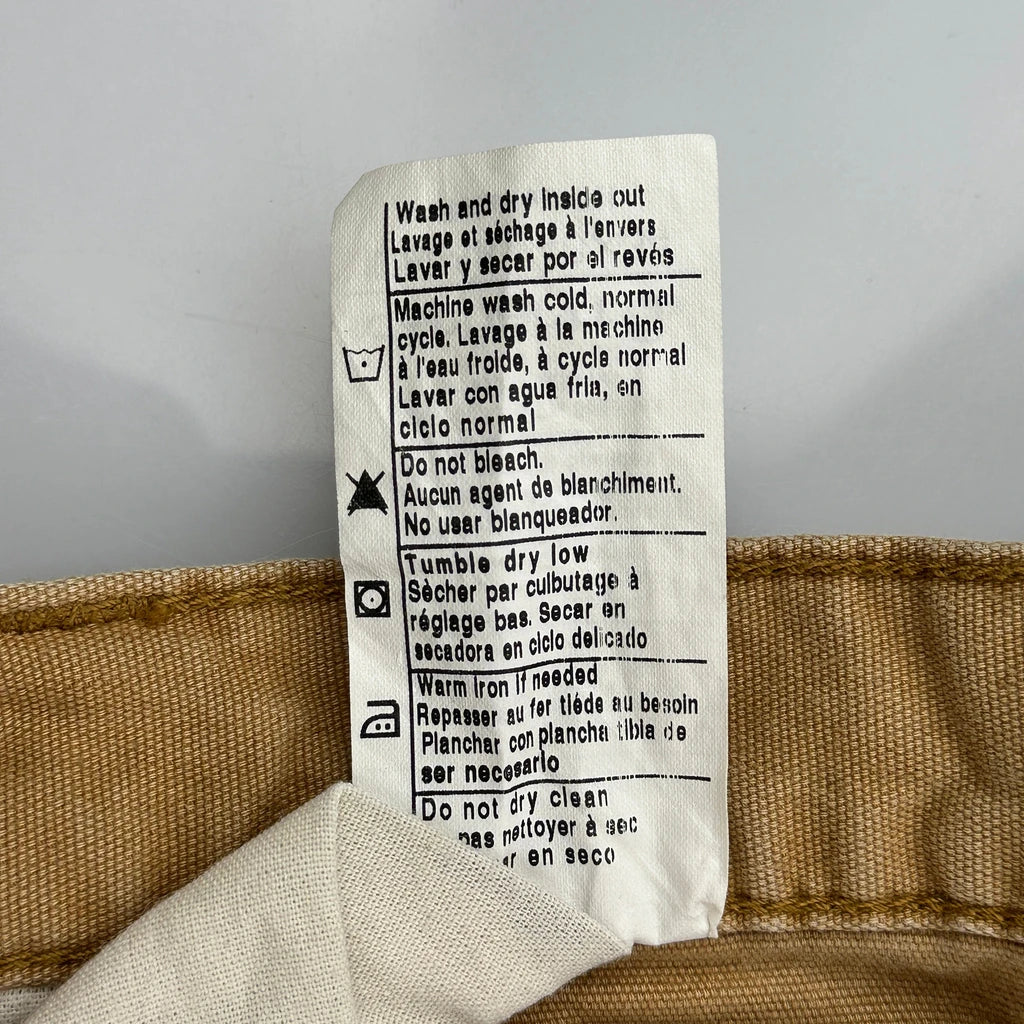 Wash and dry inside out
Lavage et séchage à l'envers
Lavar y secar por el revés
Machine wash cold, normal
cycle. Lavage à la machine
à l'eau froide, à cycle normal
Lavar con agua fria, en
ciclo normal
Do not bleach.
Aucun agent de blanchiment.
No usar blanqueador.
Tumble dry low
Sècher par culbutage à
réglage bas. Secar en
secadora en ciclo delicado
Warm iron if needed
Repasser au fer tiéde au besoin
Planchar con plancha tibia de
ser necesario
Do not dry clean
pas nettoyer à sec
en seco